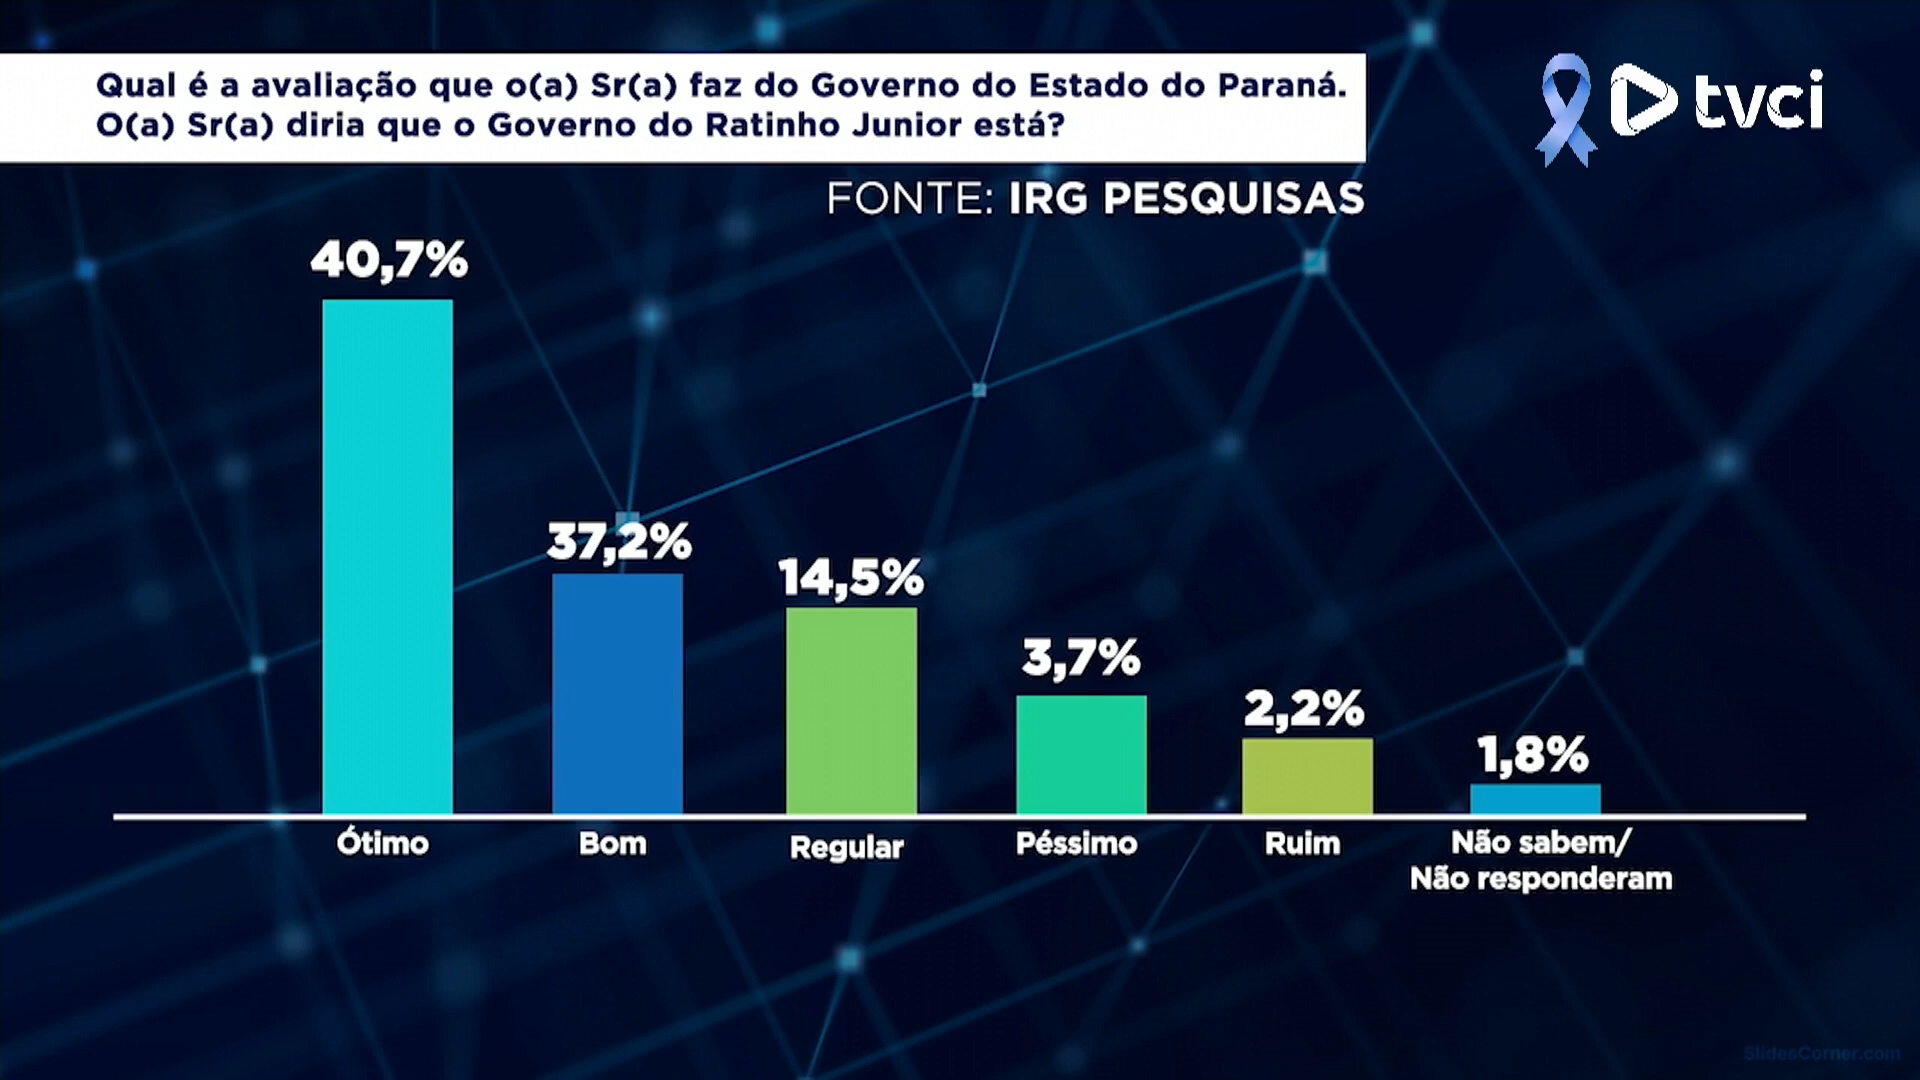 Qual é a avaliação que o(a) Sr(a) faz do Governo do Estado do Paraná.
O(a) Sr(a) diria que o Governo do Ratinho Junior está?
tvci
FONTE: IRG PESQUISAS
40,7%
37,2%
14,5%
3,7%
2,2%
1,8%
Ótimo
Bom
Regular
Péssimo
Ruim
Não sabem/
Não responderam
SlidesCorner.com